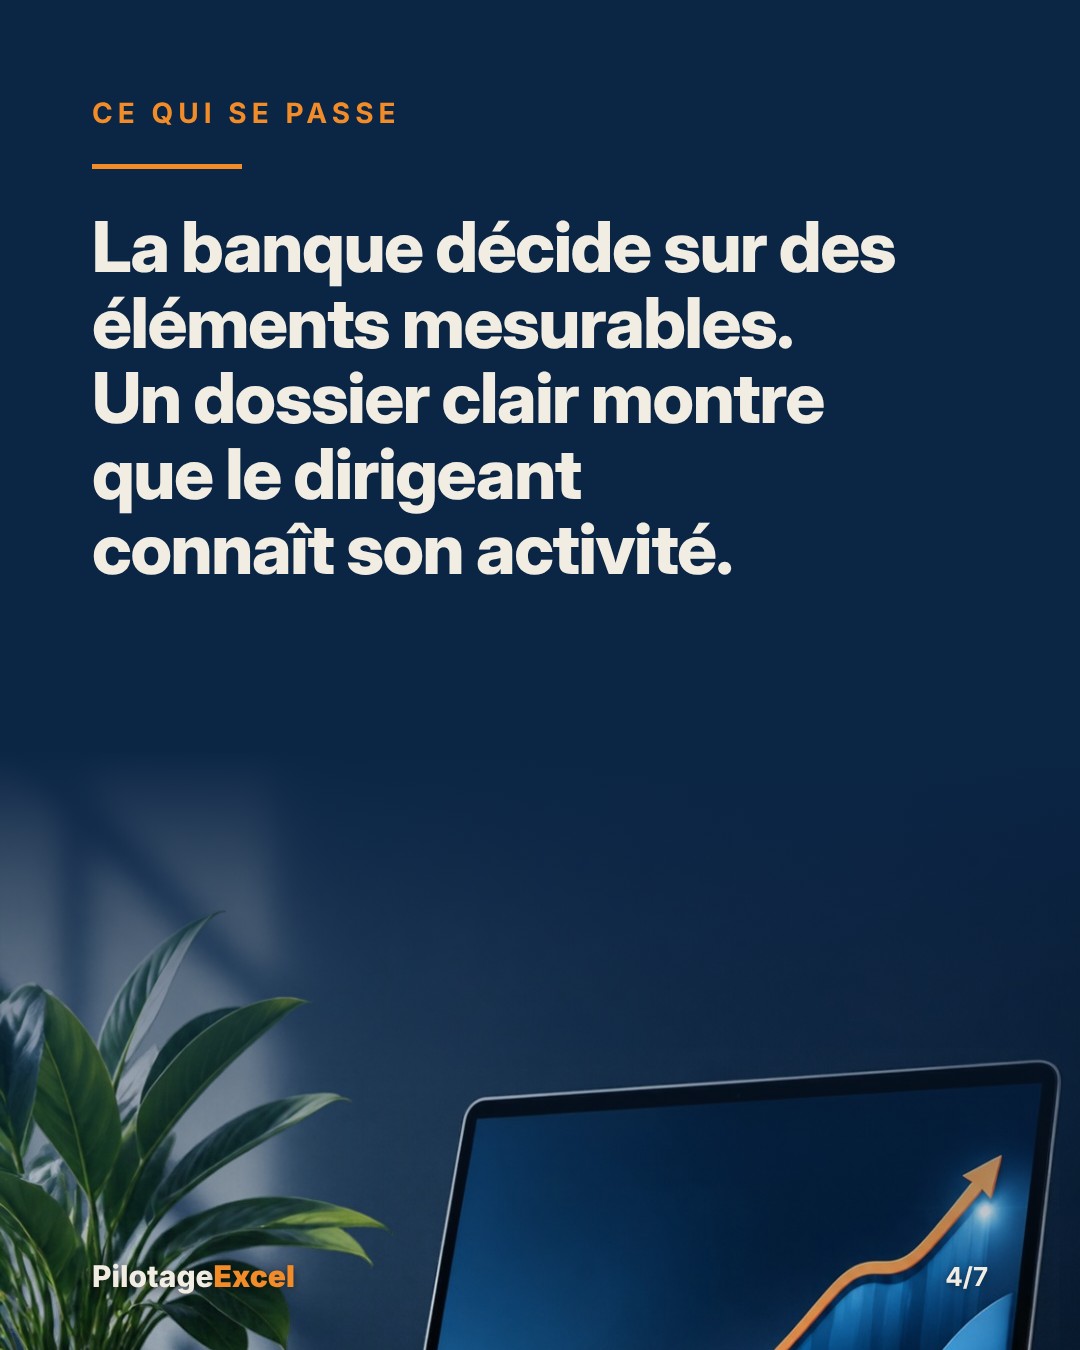 CE QUI SE PASSE
La banque décide sur des
éléments mesurables.
Un dossier clair montre
que le dirigeant
connaît son activité.
PilotageExcel
4/7